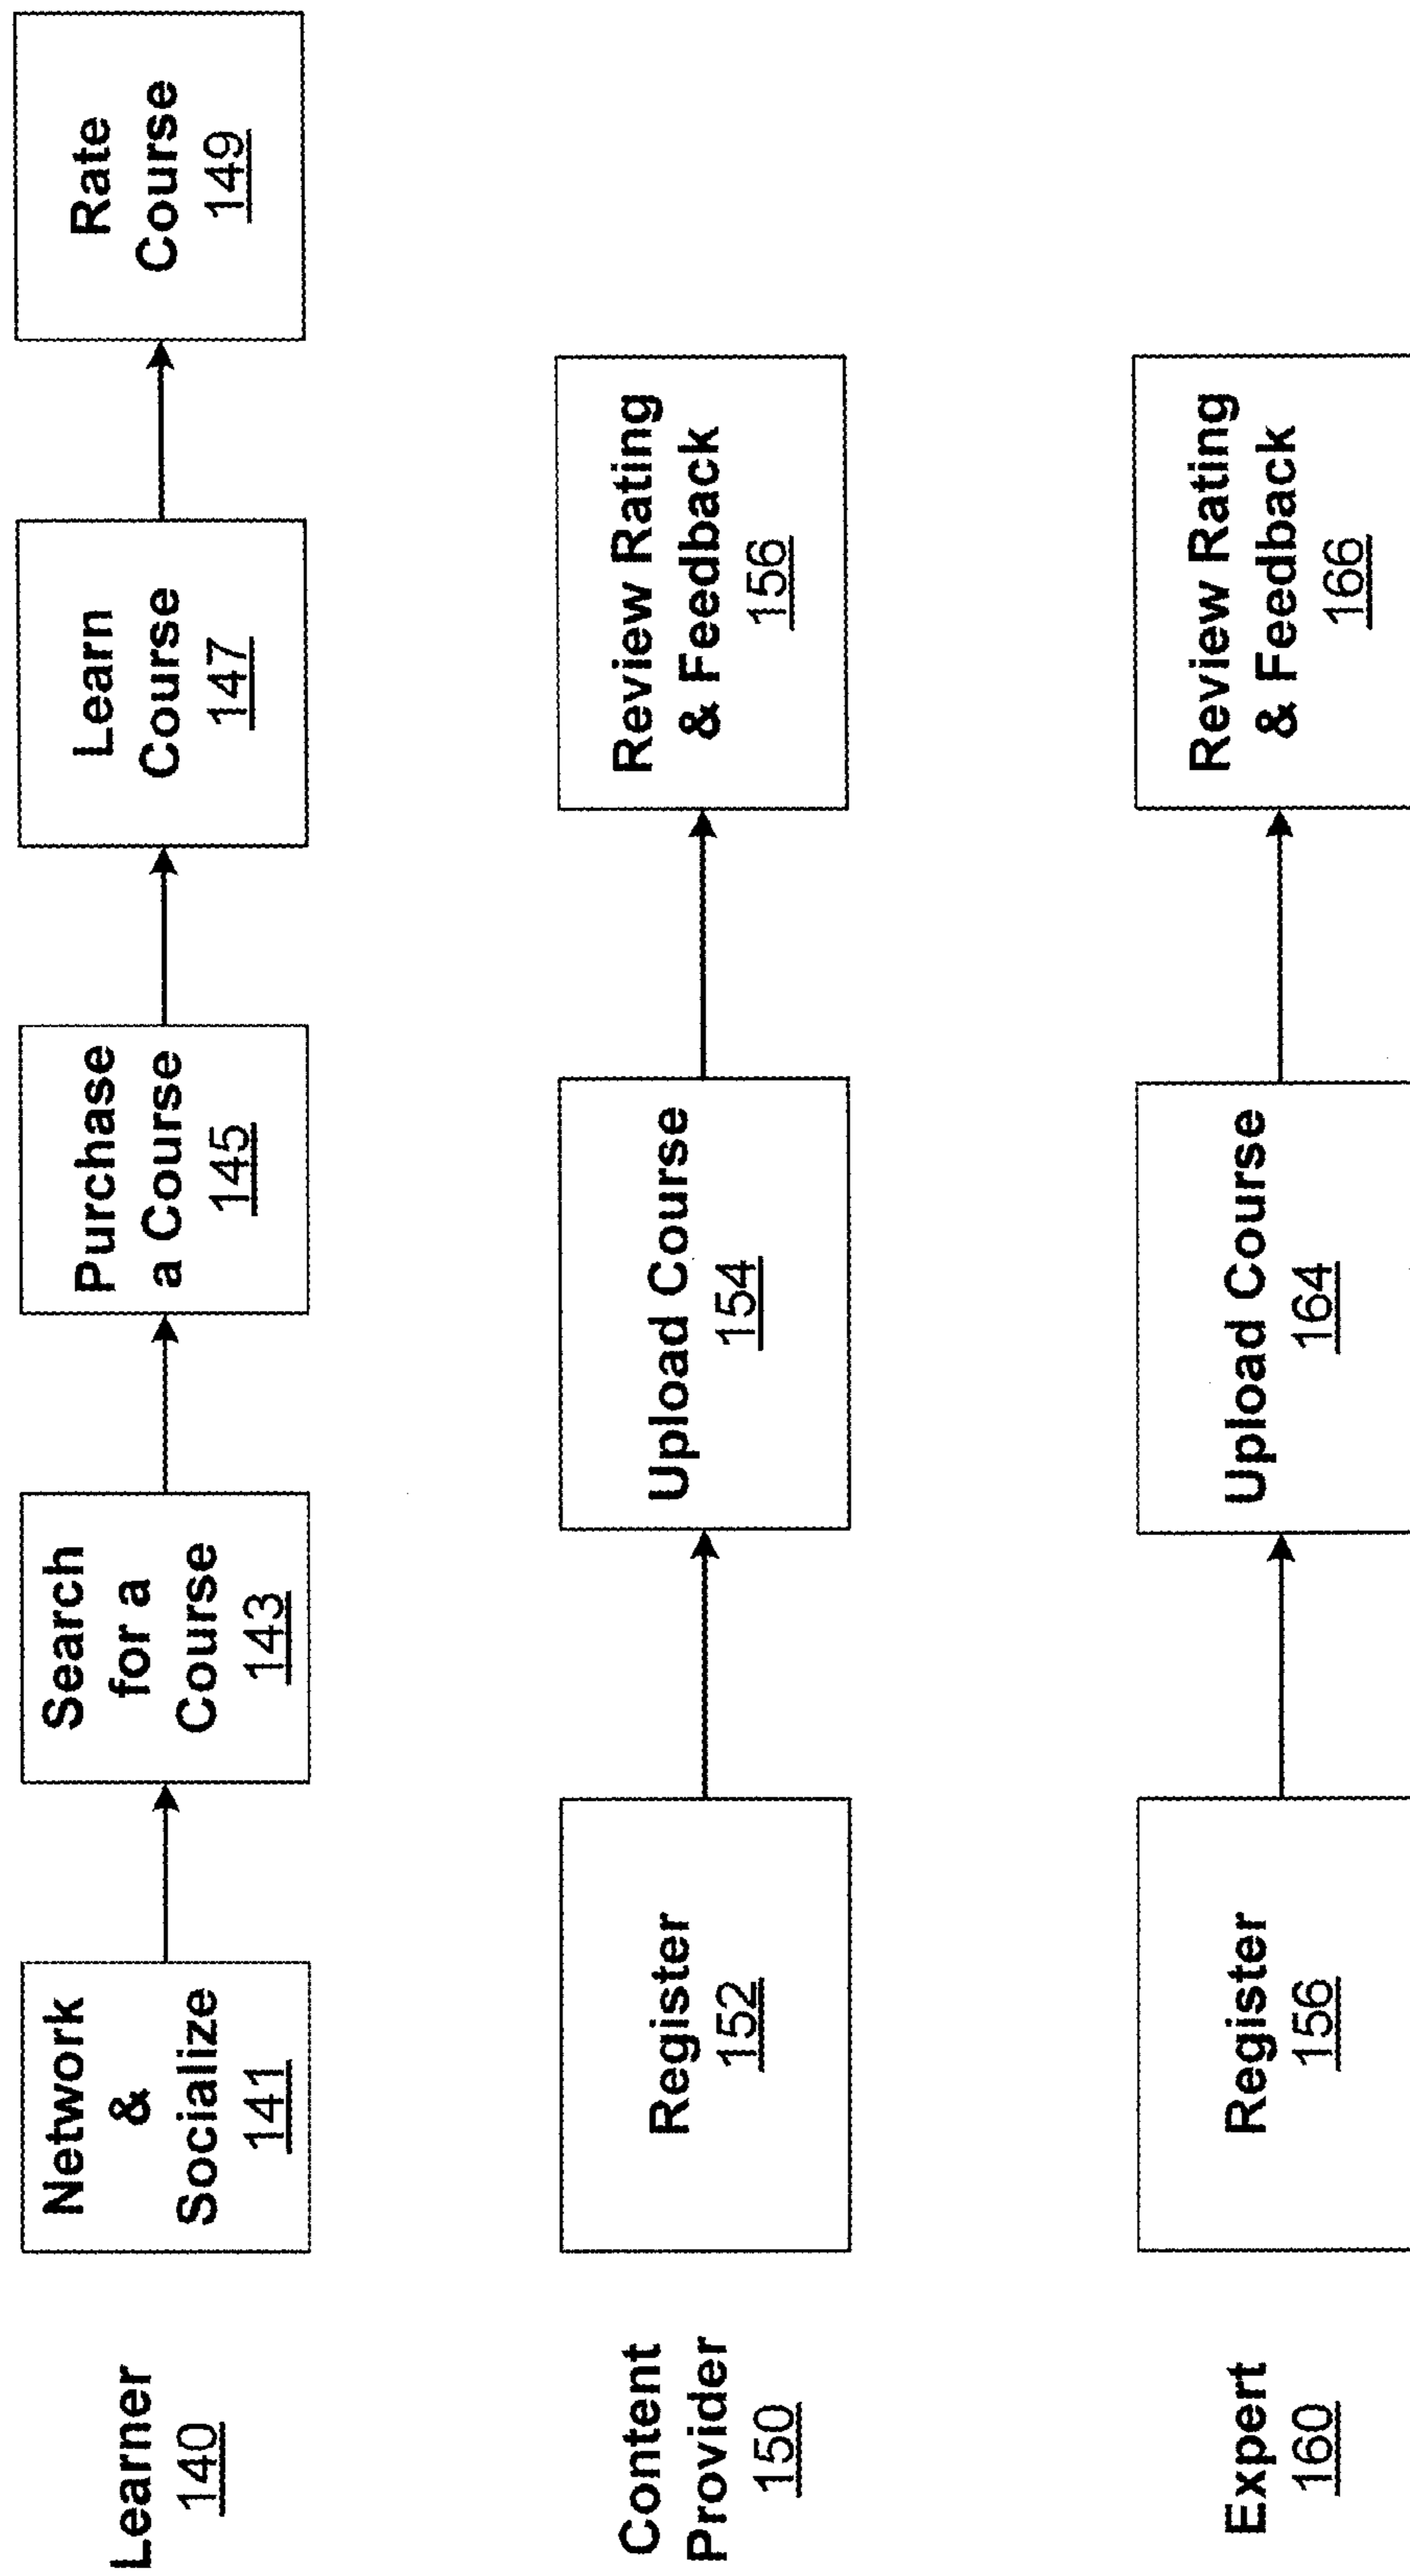 Learner
140
Network
&
Socialize
141
Search
for a
Course
143
Purchase
a Course
145
Learn
Course
147
Rate
Course
149
Content
Provider
150
Register
152
Upload Course
154
Review Rating
& Feedback
156
Expert
160
Register
156
Upload Course
164
Review Rating
& Feedback
166